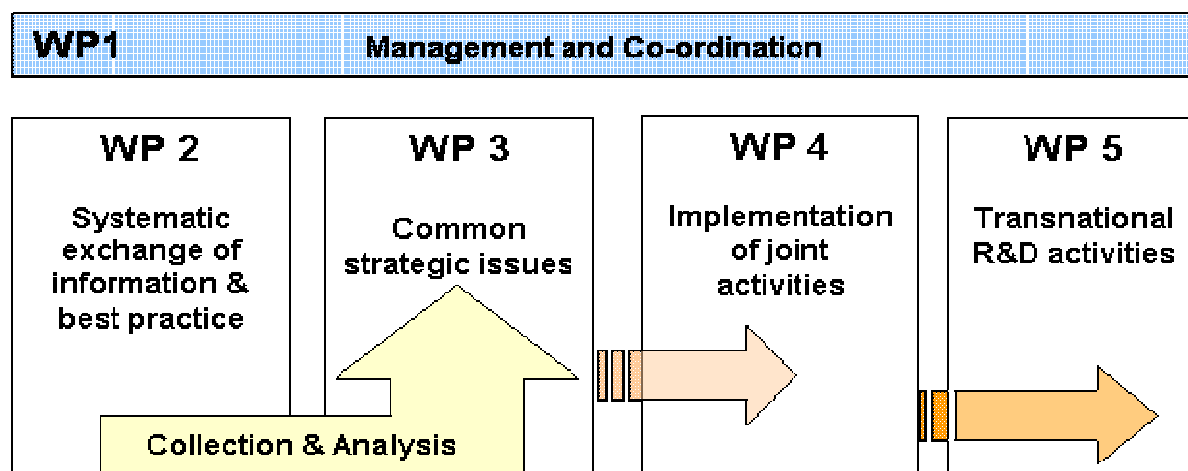 WP1 Management and Co-ordination
WP 2
Systematic
exchange of
information &
best practice
WP 3
Common
strategic issues
WP 4
Implementation
of joint
activities
WP 5
Transnational
R&D activities
Collection & Analysis